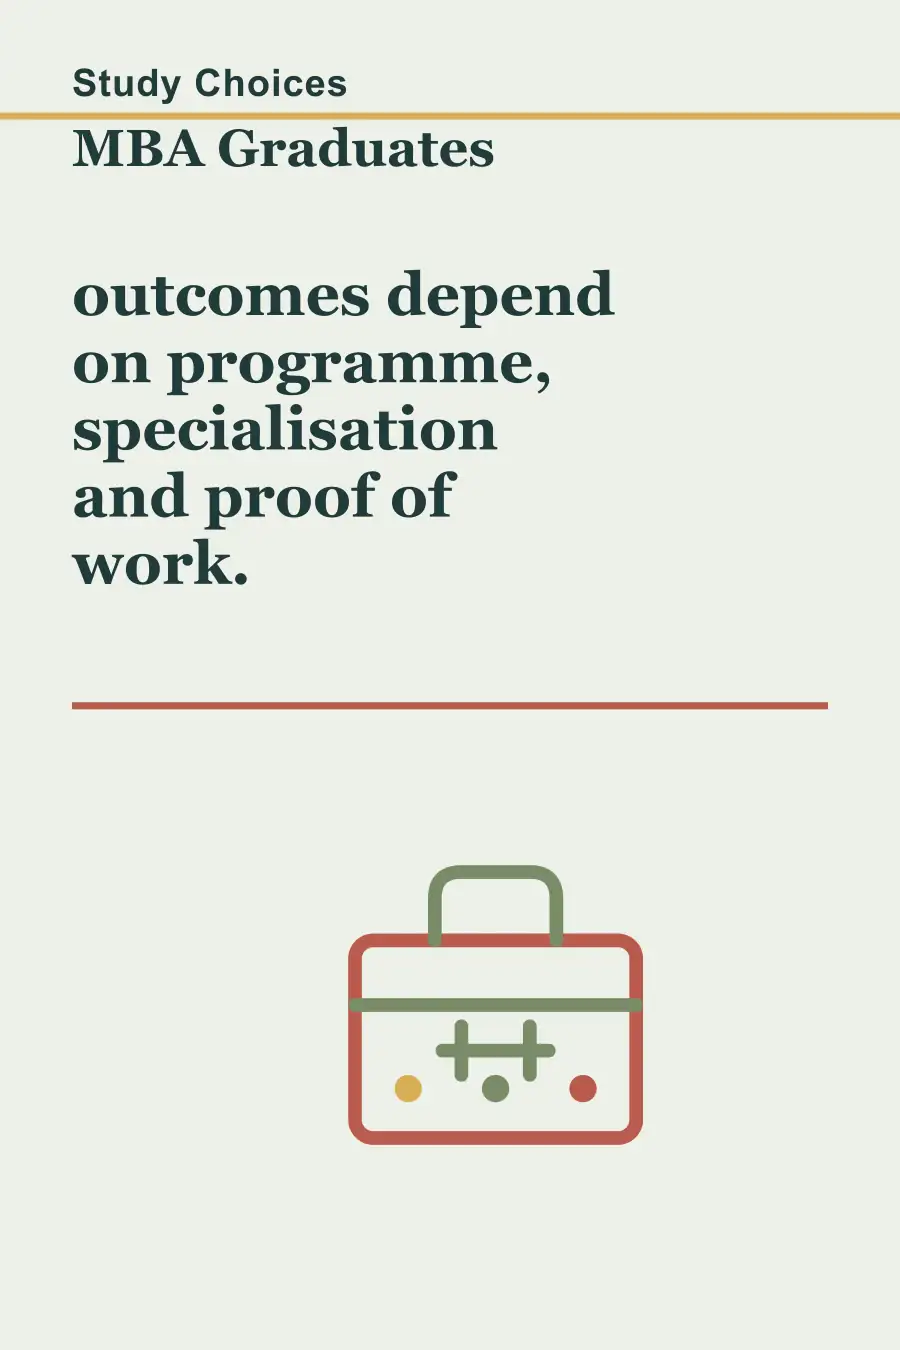 Study Choices
MBA Graduates
outcomes depend
on programme,
specialisation
and proof of
work.